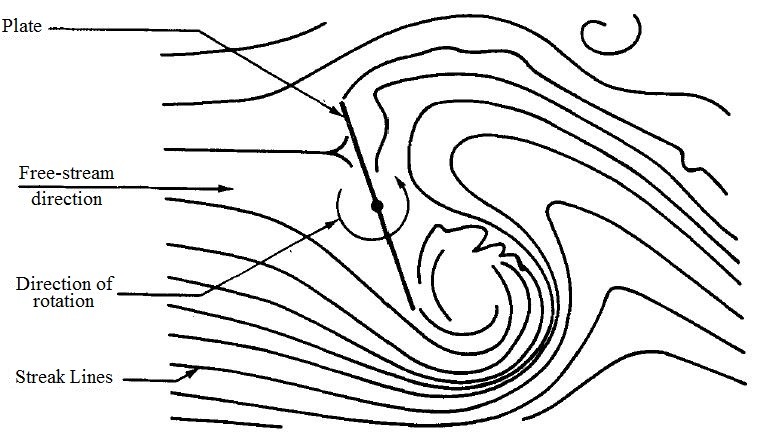 Plate
Free-stream
direction
Direction of
rotation
Streak Lines